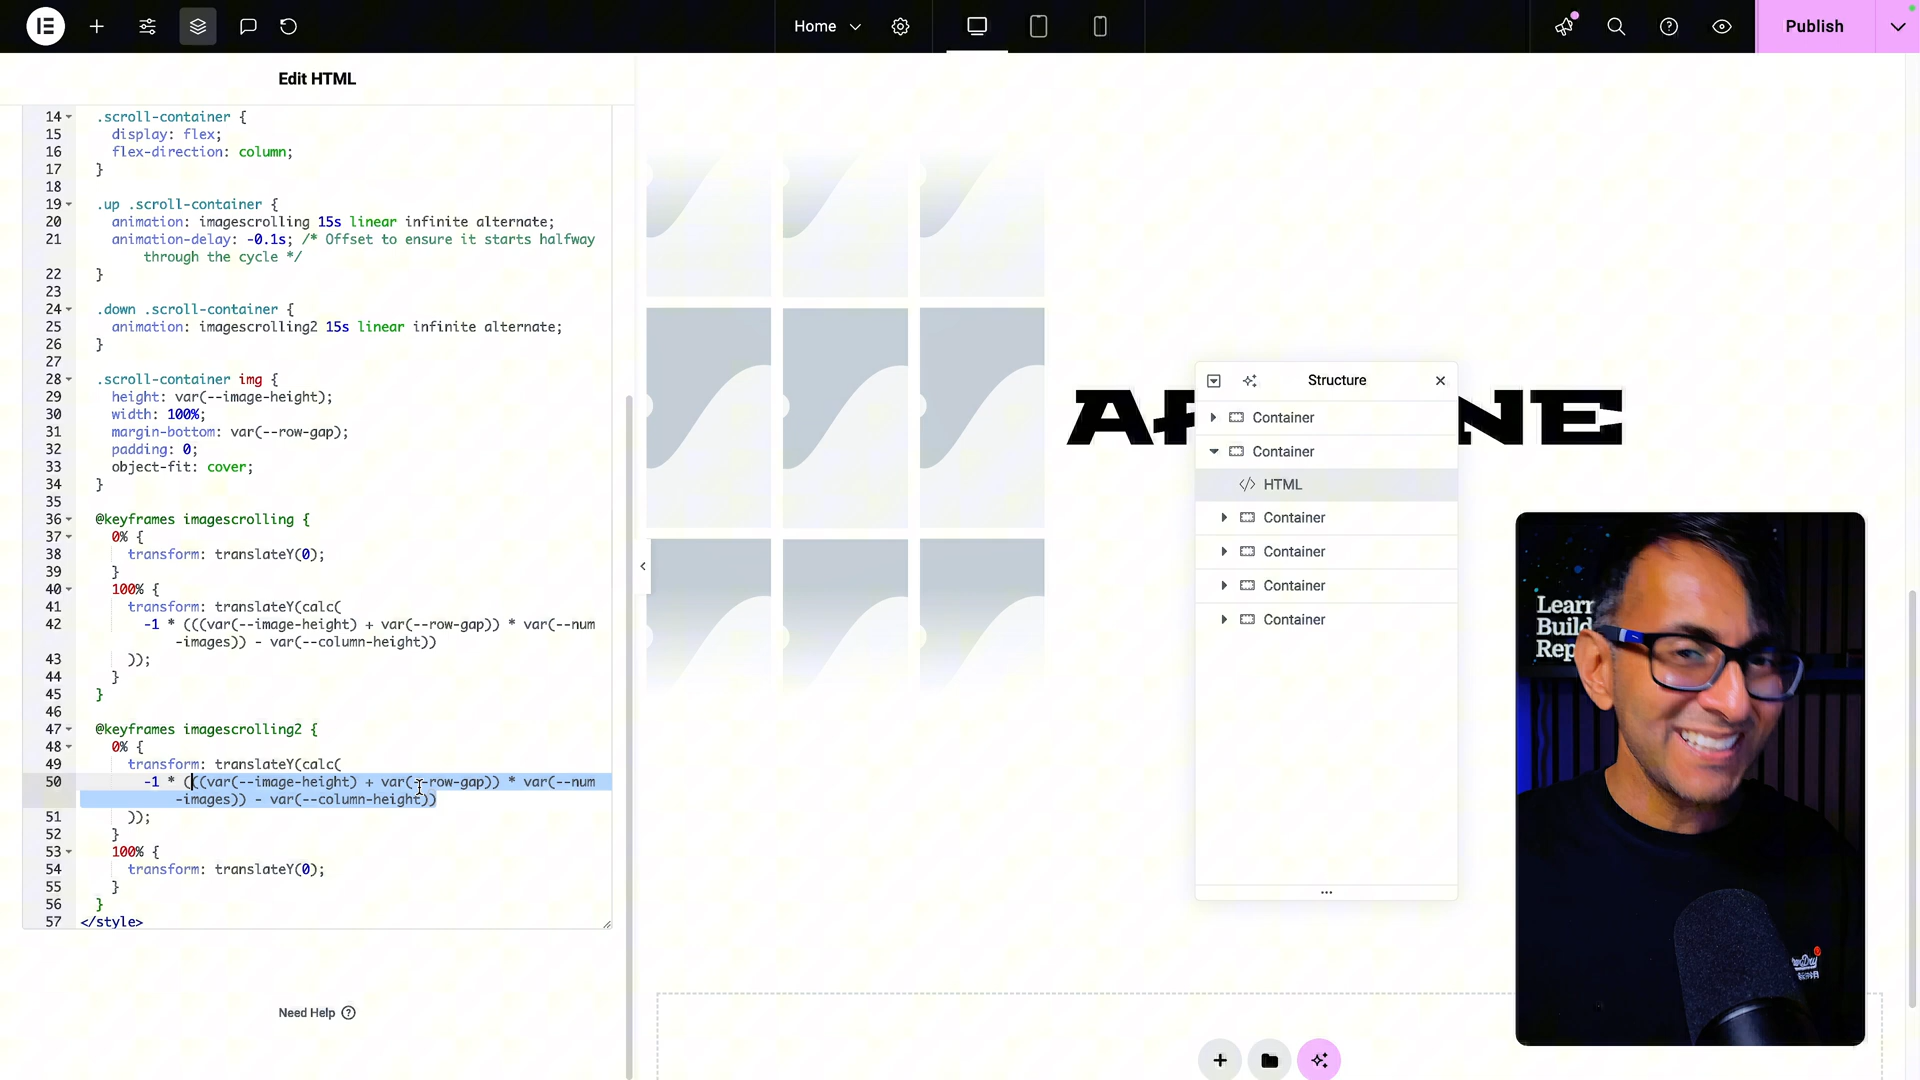 Home
Publish
Edit HTML
14 .scroll-container {
15 display: flex;
16 flex-direction: column;
17 }
18
19 .up .scroll-container {
20 animation: imagescrolling 15s linear infinite alternate;
21 animation-delay: -0.1s; /* Offset to ensure it starts halfway
through the cycle */
22 }
23
24 .down .scroll-container {
25 animation: imagescrolling2 15s linear infinite alternate;
26 }
27
28 .scroll-container img {
29 height: var(--image-height);
30 width: 100%;
31 margin-bottom: var(--row-gap);
32 padding: 0;
33 object-fit: cover;
34 }
35
36 @keyframes imagescrolling {
37 0% {
38 transform: translateY(0);
39 }
40 100% {
41 transform: translateY(calc(
42 -1 * (((var(--image-height) + var(--row-gap)) * var(--num
-images)) - var(--column-height))
43 ));
44 }
45 }
46
47 @keyframes imagescrolling2 {
48 0% {
49 transform: translateY(calc(
50 -1 * (((var(--image-height) + var(--row-gap)) * var(--num
-images)) - var(--column-height))
51 ));
52 }
53 100% {
54 transform: translateY(0);
55 }
56 }
57 </style>
Need Help
Structure
Container
Container
</> HTML
Container
Container
Container
Container
Learn
Build
Rep